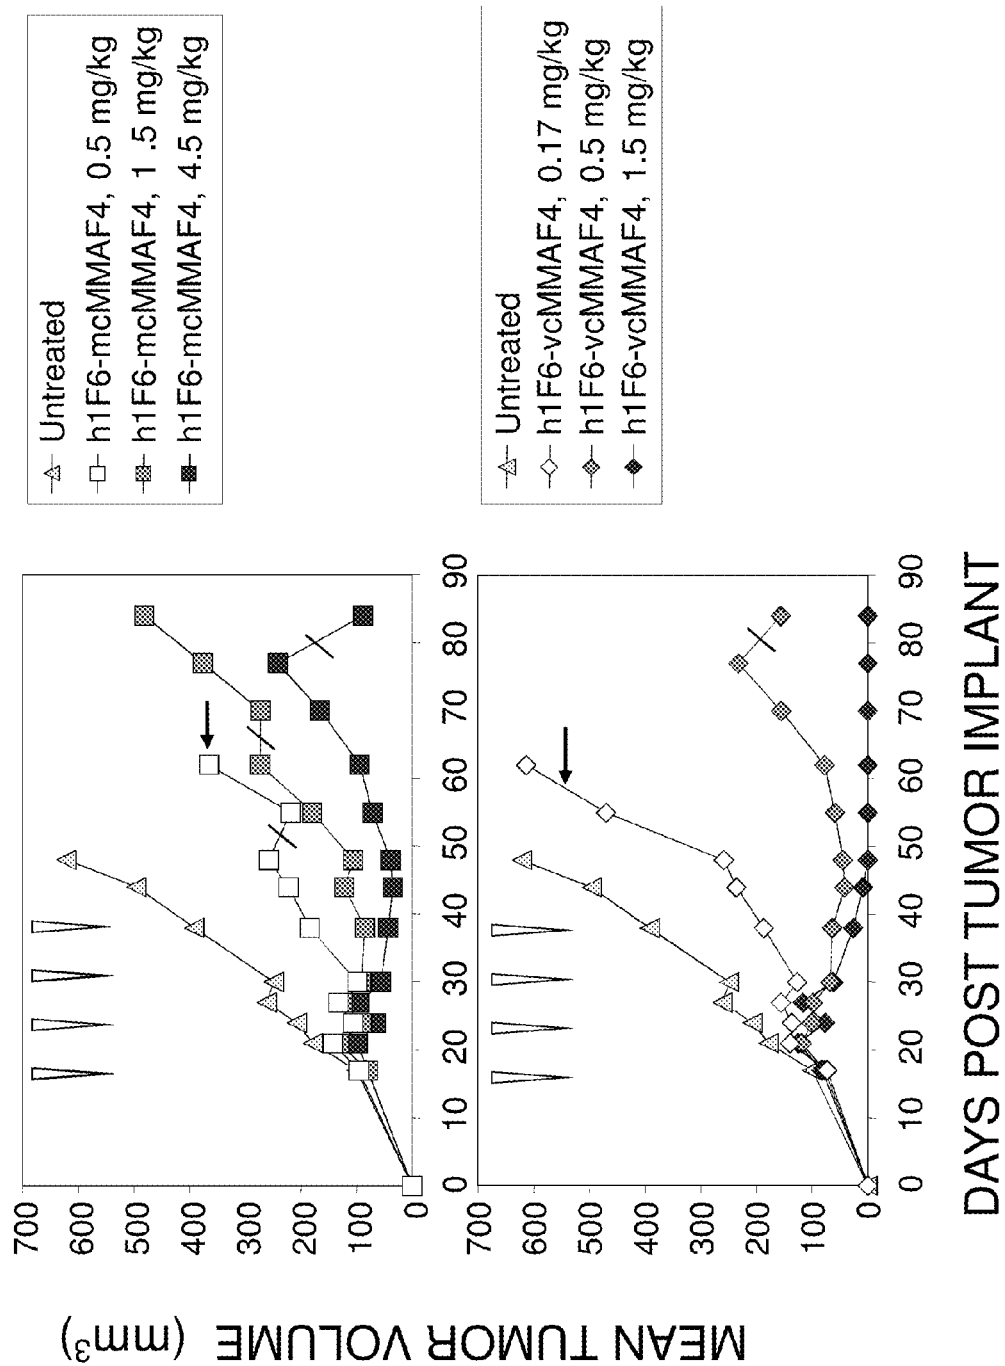 MEAN TUMOR VOLUME (mm³)
700
600
500
400
300
200
100
0
0 10 20 30 40 50 60 70 80 90
Untreated
h1F6-mcMMAF4, 0.5 mg/kg
h1F6-mcMMAF4, 1 .5 mg/kg
h1F6-mcMMAF4, 4.5 mg/kg
700
600
500
400
300
200
100
0
0 10 20 30 40 50 60 70 80 90
Untreated
h1F6-vcMMAF4, 0.17 mg/kg
h1F6-vcMMAF4, 0.5 mg/kg
h1F6-vcMMAF4, 1.5 mg/kg
DAYS POST TUMOR IMPLANT